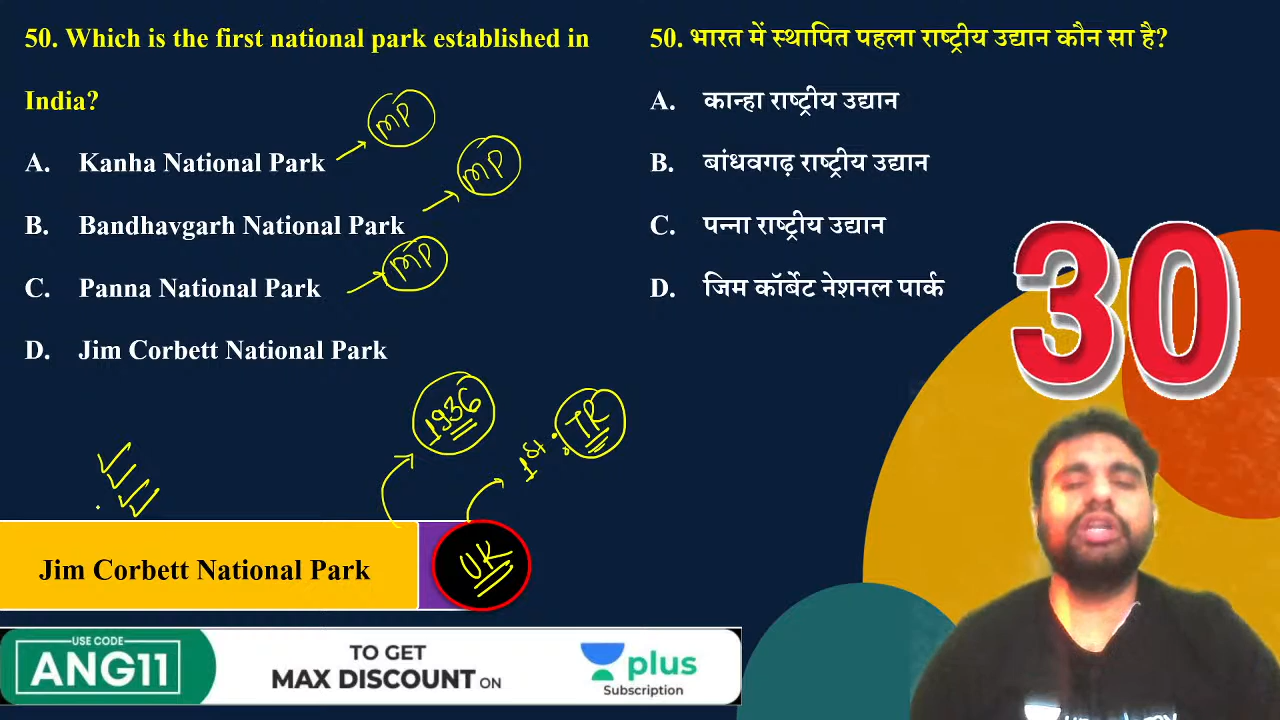 50. Which is the first national park established in
India?
A. Kanha National Park
MP
B. Bandhavgarh National Park
MP
C. Panna National Park
MP
D. Jim Corbett National Park
1936
1st TR
Jim Corbett National Park
UK
50. भारत में स्थापित पहला राष्ट्रीय उद्यान कौन सा है?
A. कान्हा राष्ट्रीय उद्यान
B. बांधवगढ़ राष्ट्रीय उद्यान
C. पन्ना राष्ट्रीय उद्यान
D. जिम कॉर्बेट नेशनल पार्क
30
USE CODE
ANG11
TO GET
MAX DISCOUNT ON
plus
Subscription